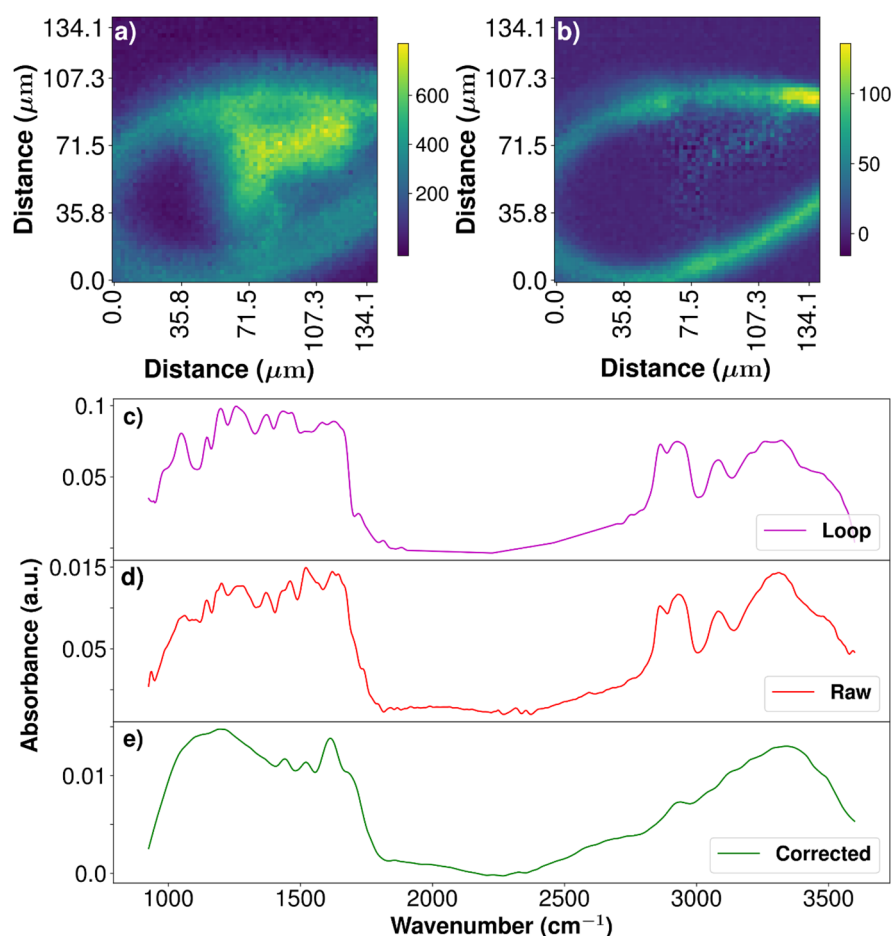 a)
134.1
107.3
71.5
35.8
0.0
Distance (μm)
0.0
35.8
71.5
107.3
134.1
Distance (μm)
600
400
200
b)
134.1
107.3
71.5
35.8
0.0
Distance (μm)
0.0
35.8
71.5
107.3
134.1
Distance (μm)
100
50
0
c)
0.1
0.05
Loop
d)
0.015
0.05
Raw
e)
0.01
0.0
Corrected
Absorbance (a.u.)
1000
1500
2000
2500
3000
3500
Wavenumber (cm⁻¹)